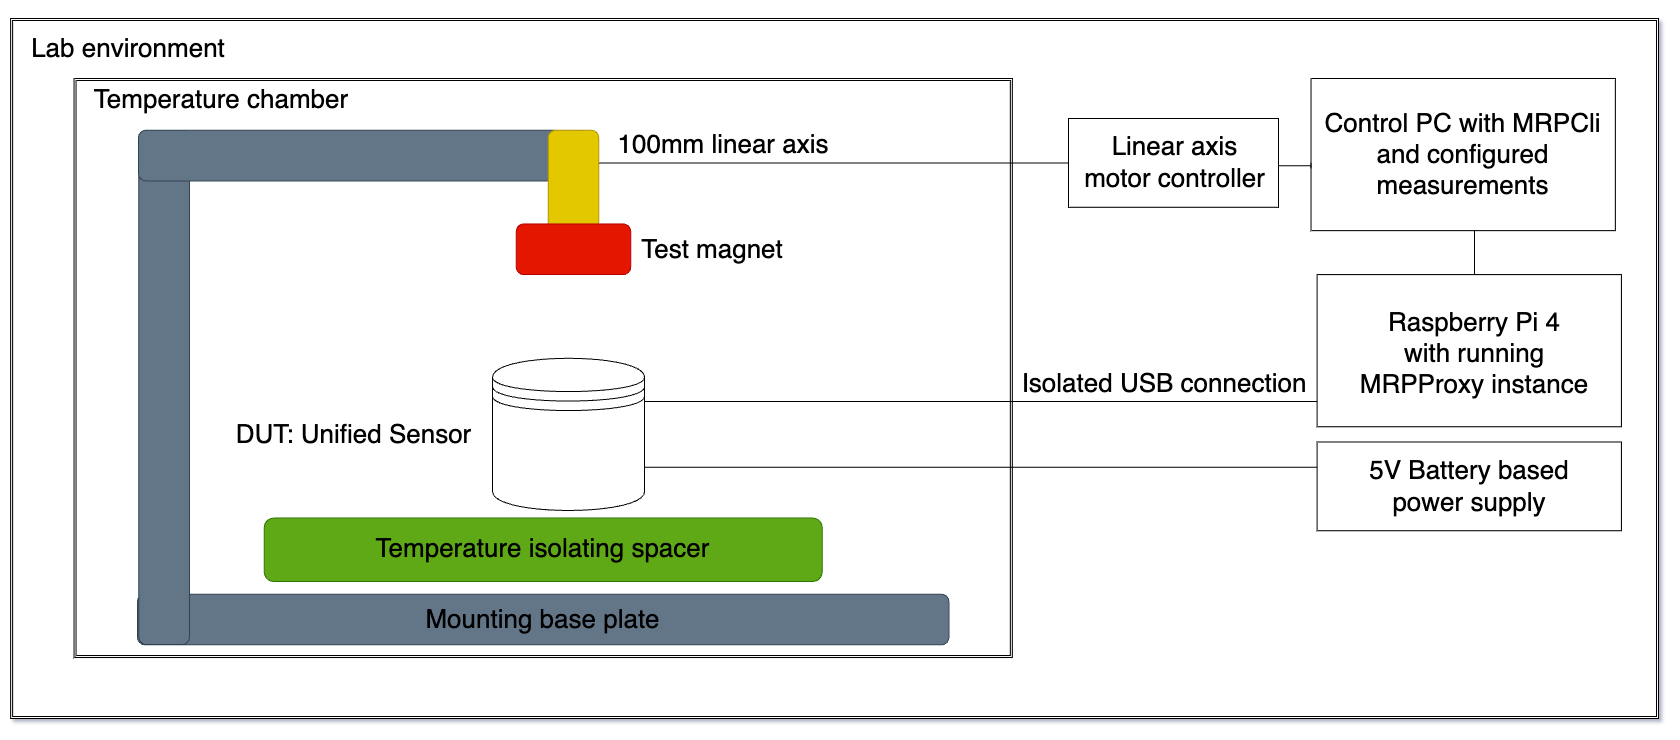 Lab environment
Temperature chamber
100mm linear axis
Linear axis
motor controller
Control PC with MRPCli
and configured
measurements
Test magnet
Raspberry Pi 4
with running
MRPProxy instance
Isolated USB connection
DUT: Unified Sensor
5V Battery based
power supply
Temperature isolating spacer
Mounting base plate